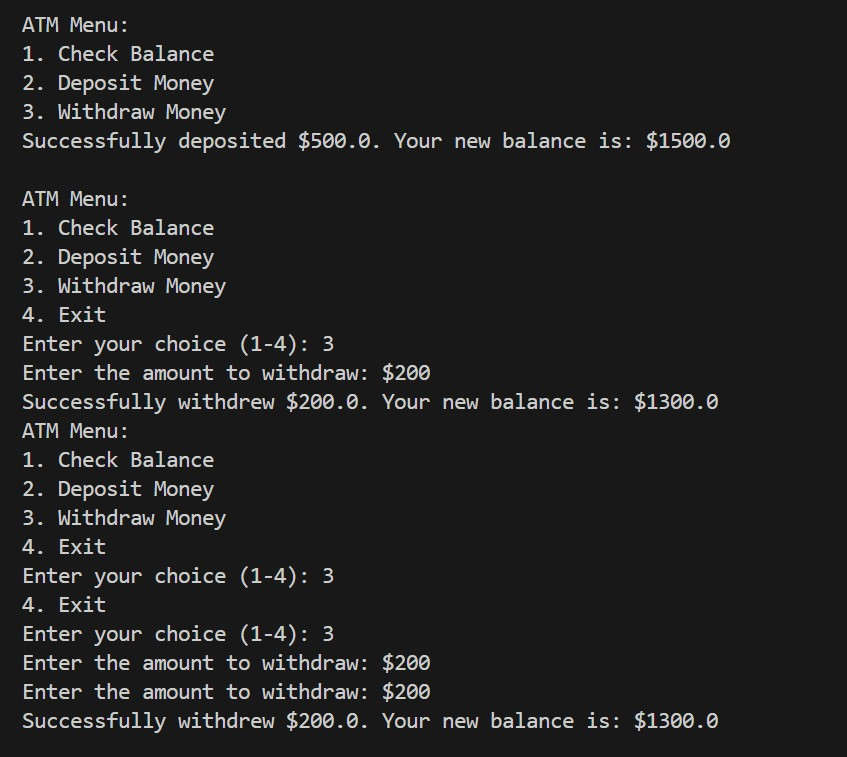 ATM Menu:
1. Check Balance
2. Deposit Money
3. Withdraw Money
Successfully deposited $500.0. Your new balance is: $1500.0
ATM Menu:
1. Check Balance
2. Deposit Money
3. Withdraw Money
4. Exit
Enter your choice (1-4): 3
Enter the amount to withdraw: $200
Successfully withdrew $200.0. Your new balance is: $1300.0
ATM Menu:
1. Check Balance
2. Deposit Money
3. Withdraw Money
4. Exit
Enter your choice (1-4): 3
4. Exit
Enter your choice (1-4): 3
Enter the amount to withdraw: $200
Enter the amount to withdraw: $200
Successfully withdrew $200.0. Your new balance is: $1300.0